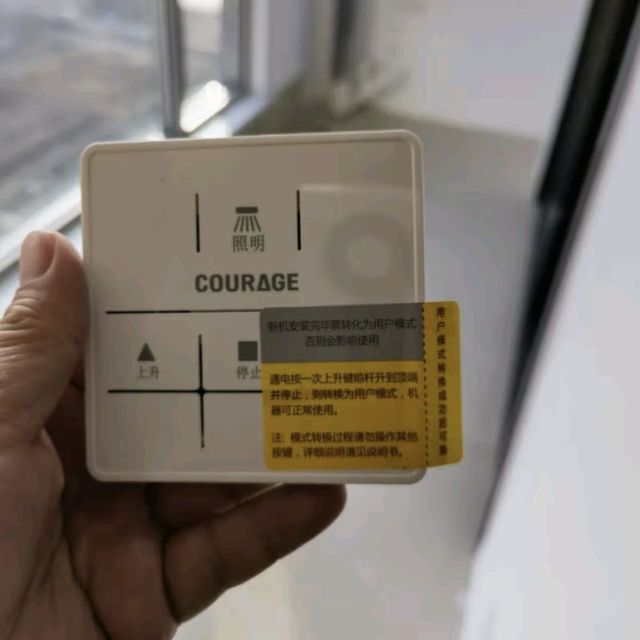 照明
COURAGE
上升
停止
新机安装完毕需转化为用户模式
否则会影响使用
通电按一次上升键晾杆升到顶端
并停止，则转换为用户模式，机
器可正常使用。
注: 模式转换过程请勿操作其他
按键，详细说明请见说明书。
用户模式转换成功后可撕